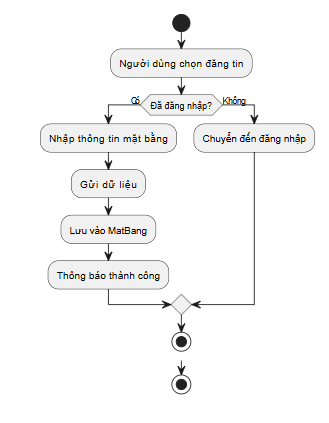 Người dùng chọn đăng tin
Đã đăng nhập?
Có
Không
Nhập thông tin mặt bằng
Chuyển đến đăng nhập
Gửi dữ liệu
Lưu vào MatBang
Thông báo thành công